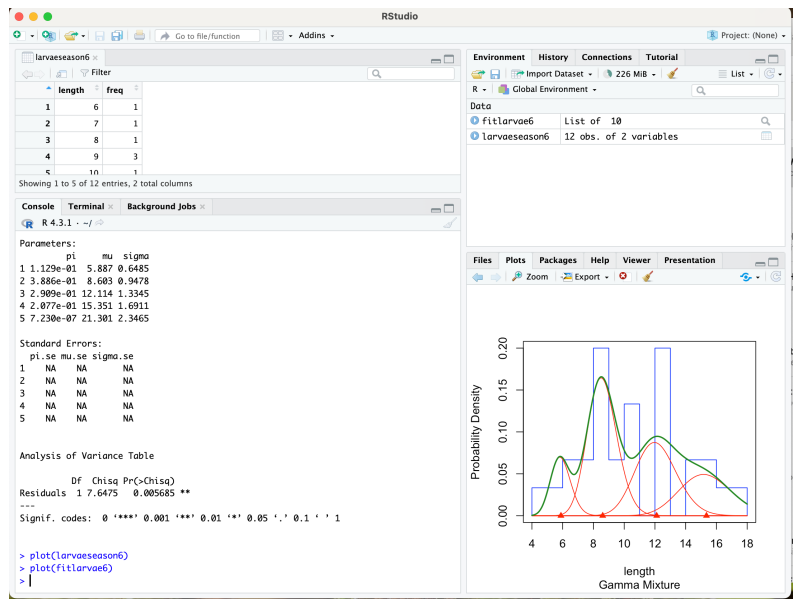 RStudio
Go to file/function
Addins
Project: (None)
larvaeseason6
Filter
length freq
1 6 1
2 7 1
3 8 1
4 9 3
5 10 1
Showing 1 to 5 of 12 entries, 2 total columns
Console Terminal Background Jobs
R 4.3.1 · ~/
Parameters:
pi mu sigma
1 1.129e-01 5.887 0.6485
2 3.886e-01 8.603 0.9478
3 2.909e-01 12.114 1.3345
4 2.077e-01 15.351 1.6911
5 7.230e-07 21.301 2.3465
Standard Errors:
pi.se mu.se sigma.se
1 NA NA NA
2 NA NA NA
3 NA NA NA
4 NA NA NA
5 NA NA NA
Analysis of Variance Table
Df Chisq Pr(>Chisq)
Residuals 1 7.6475 0.005685 **
---
Signif. codes: 0 ‘***’ 0.001 ‘**’ 0.01 ‘*’ 0.05 ‘.’ 0.1 ‘ ’ 1
> plot(larvaeseason6)
> plot(fitlarvae6)
>
Environment History Connections Tutorial
Import Dataset 226 MiB List
R Global Environment
Data
fitlarvae6 List of 10
larvaeseason6 12 obs. of 2 variables
Files Plots Packages Help Viewer Presentation
Zoom Export
Probability Density
0.20
0.15
0.10
0.05
0.00
4 6 8 10 12 14 16 18
length
Gamma Mixture